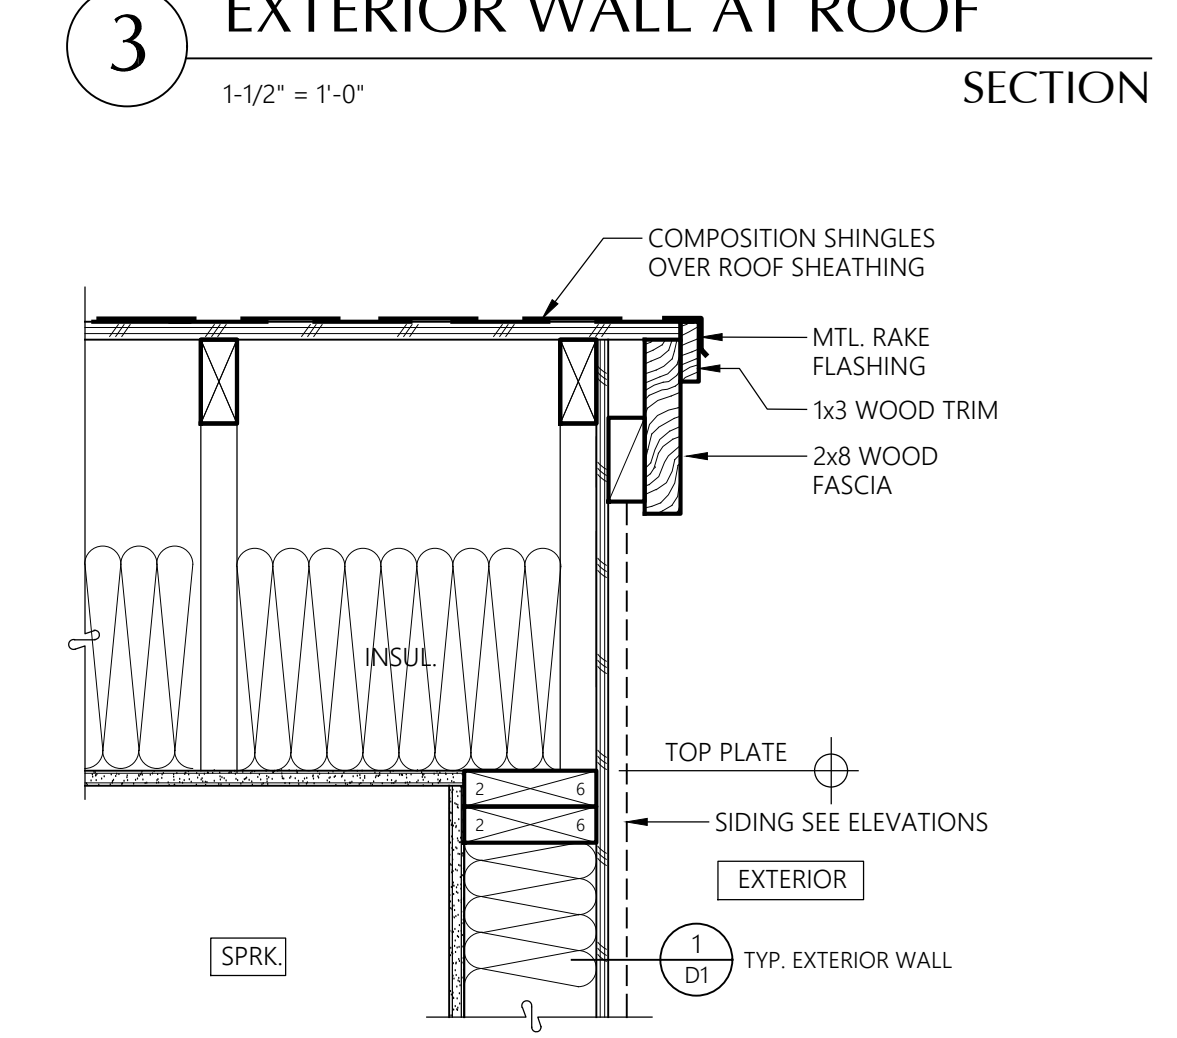 3
EXTERIOR WALL AT ROOF
1-1/2" = 1'-0"
SECTION
COMPOSITION SHINGLES
OVER ROOF SHEATHING
MTL. RAKE
FLASHING
1x3 WOOD TRIM
2x8 WOOD
FASCIA
INSUL.
TOP PLATE
2 6
2 6
SIDING SEE ELEVATIONS
EXTERIOR
SPRK.
1
D1
TYP. EXTERIOR WALL